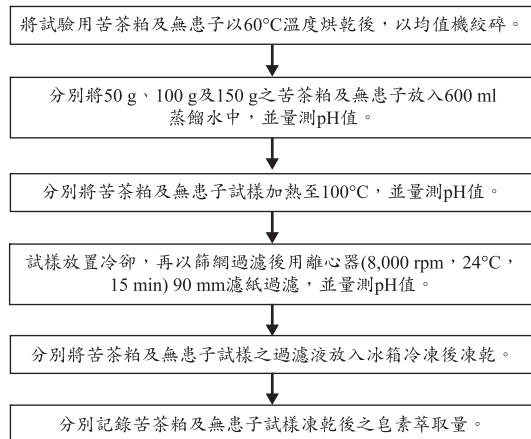 將試驗用苦茶粕及無患子以60°C溫度烘乾後，以均值機絞碎。
分別將50 g、100 g及150 g之苦茶粕及無患子放入600 ml
蒸餾水中，並量測pH值。
分別將苦茶粕及無患子試樣加熱至100°C，並量測pH值。
試樣放置冷卻，再以篩網過濾後用離心器(8,000 rpm，24°C，
15 min) 90 mm濾紙過濾，並量測pH值。
分別將苦茶粕及無患子試樣之過濾液放入冰箱冷凍後凍乾。
分別記錄苦茶粕及無患子試樣凍乾後之皂素萃取量。